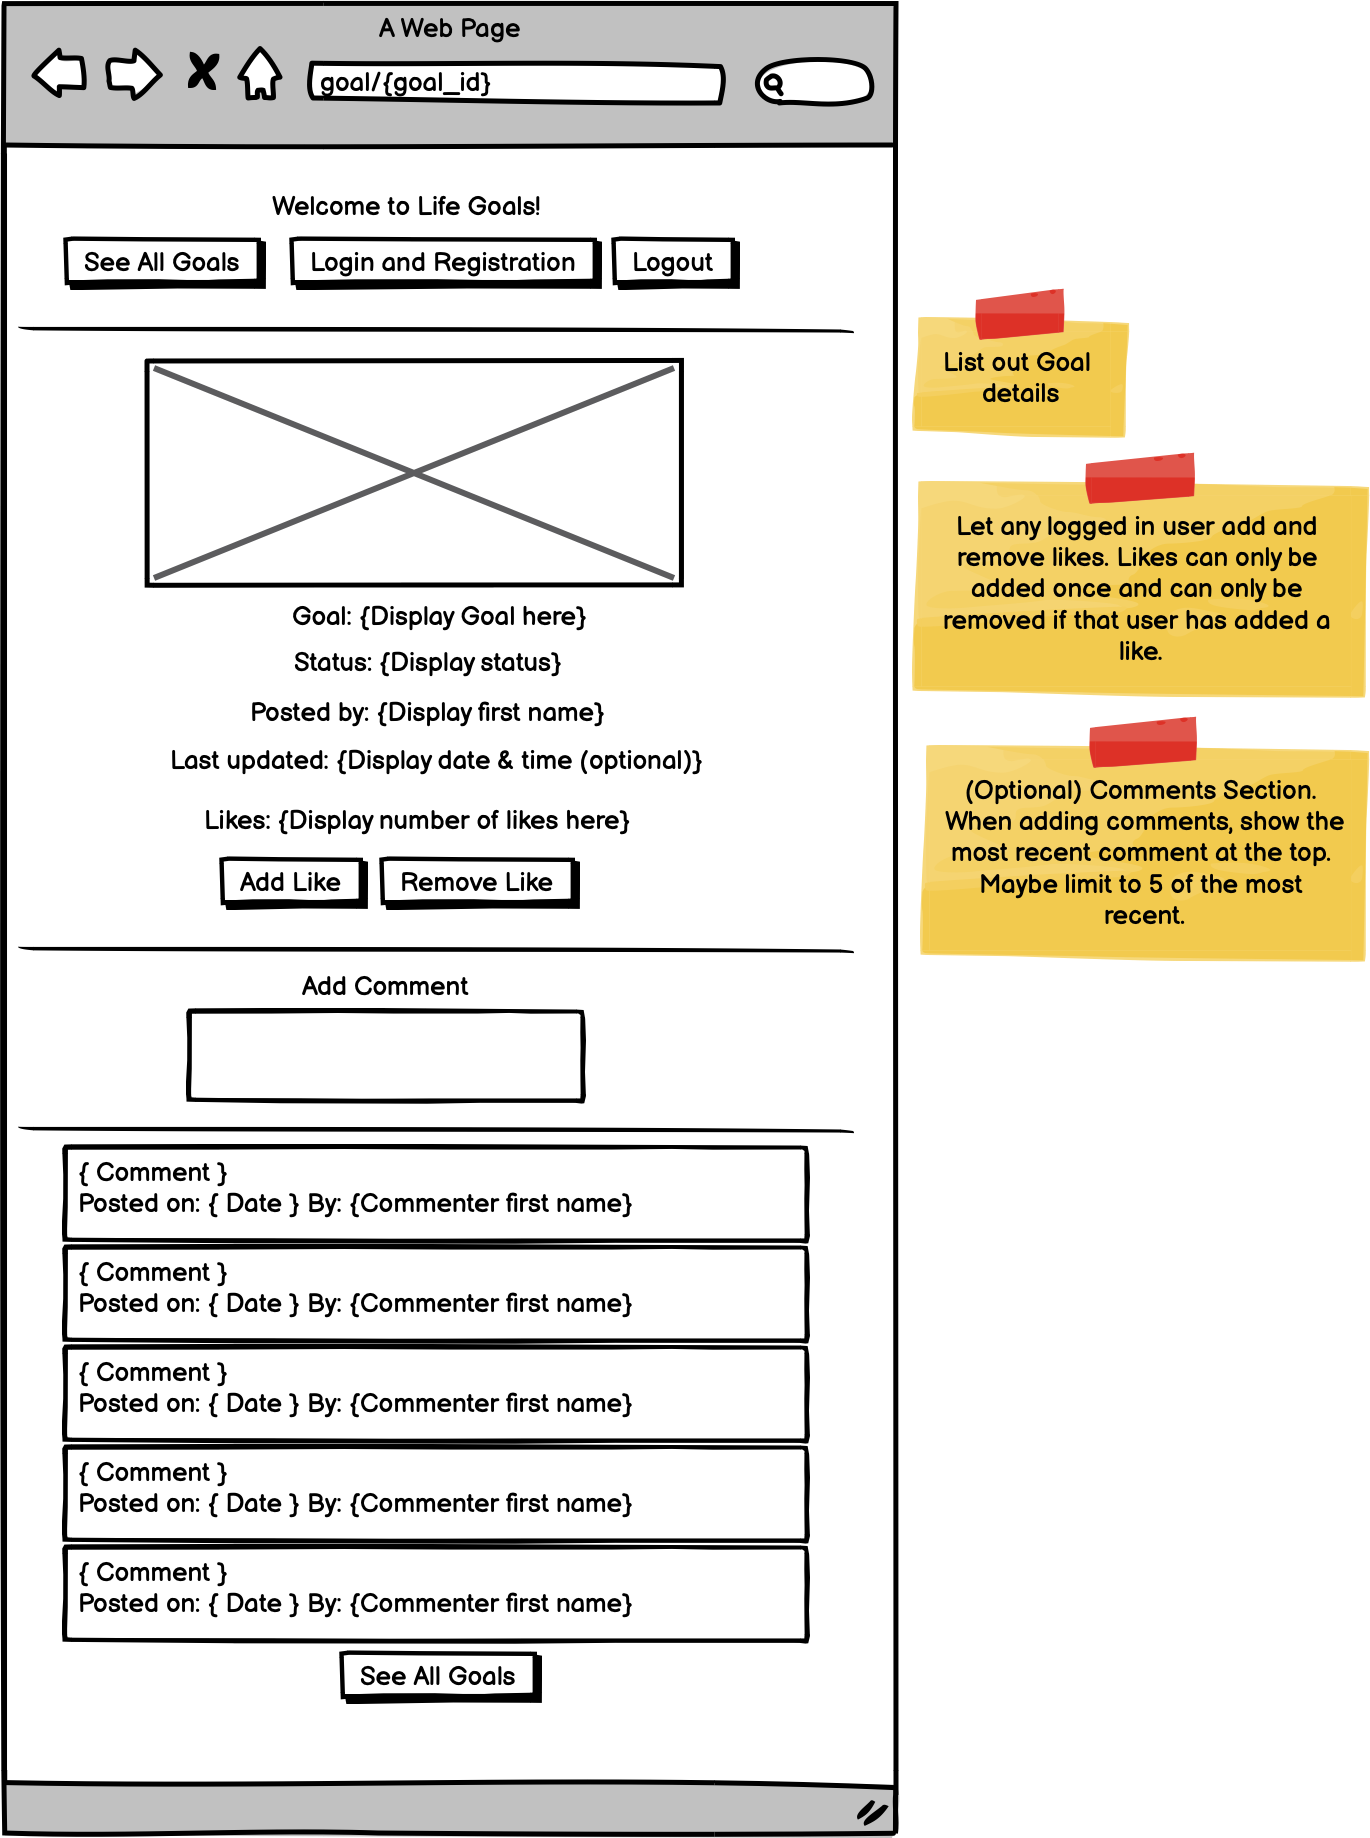 A Web Page
goal/{goal_id}
Welcome to Life Goals!
See All Goals
Login and Registration
Logout
Goal: {Display Goal here}
Status: {Display status}
Posted by: {Display first name}
Last updated: {Display date & time (optional)}
Likes: {Display number of likes here}
Add Like
Remove Like
Add Comment
{ Comment }
Posted on: { Date } By: {Commenter first name}
{ Comment }
Posted on: { Date } By: {Commenter first name}
{ Comment }
Posted on: { Date } By: {Commenter first name}
{ Comment }
Posted on: { Date } By: {Commenter first name}
{ Comment }
Posted on: { Date } By: {Commenter first name}
See All Goals
List out Goal
details
Let any logged in user add and
remove likes. Likes can only be
added once and can only be
removed if that user has added a
like.
(Optional) Comments Section.
When adding comments, show the
most recent comment at the top.
Maybe limit to 5 of the most
recent.